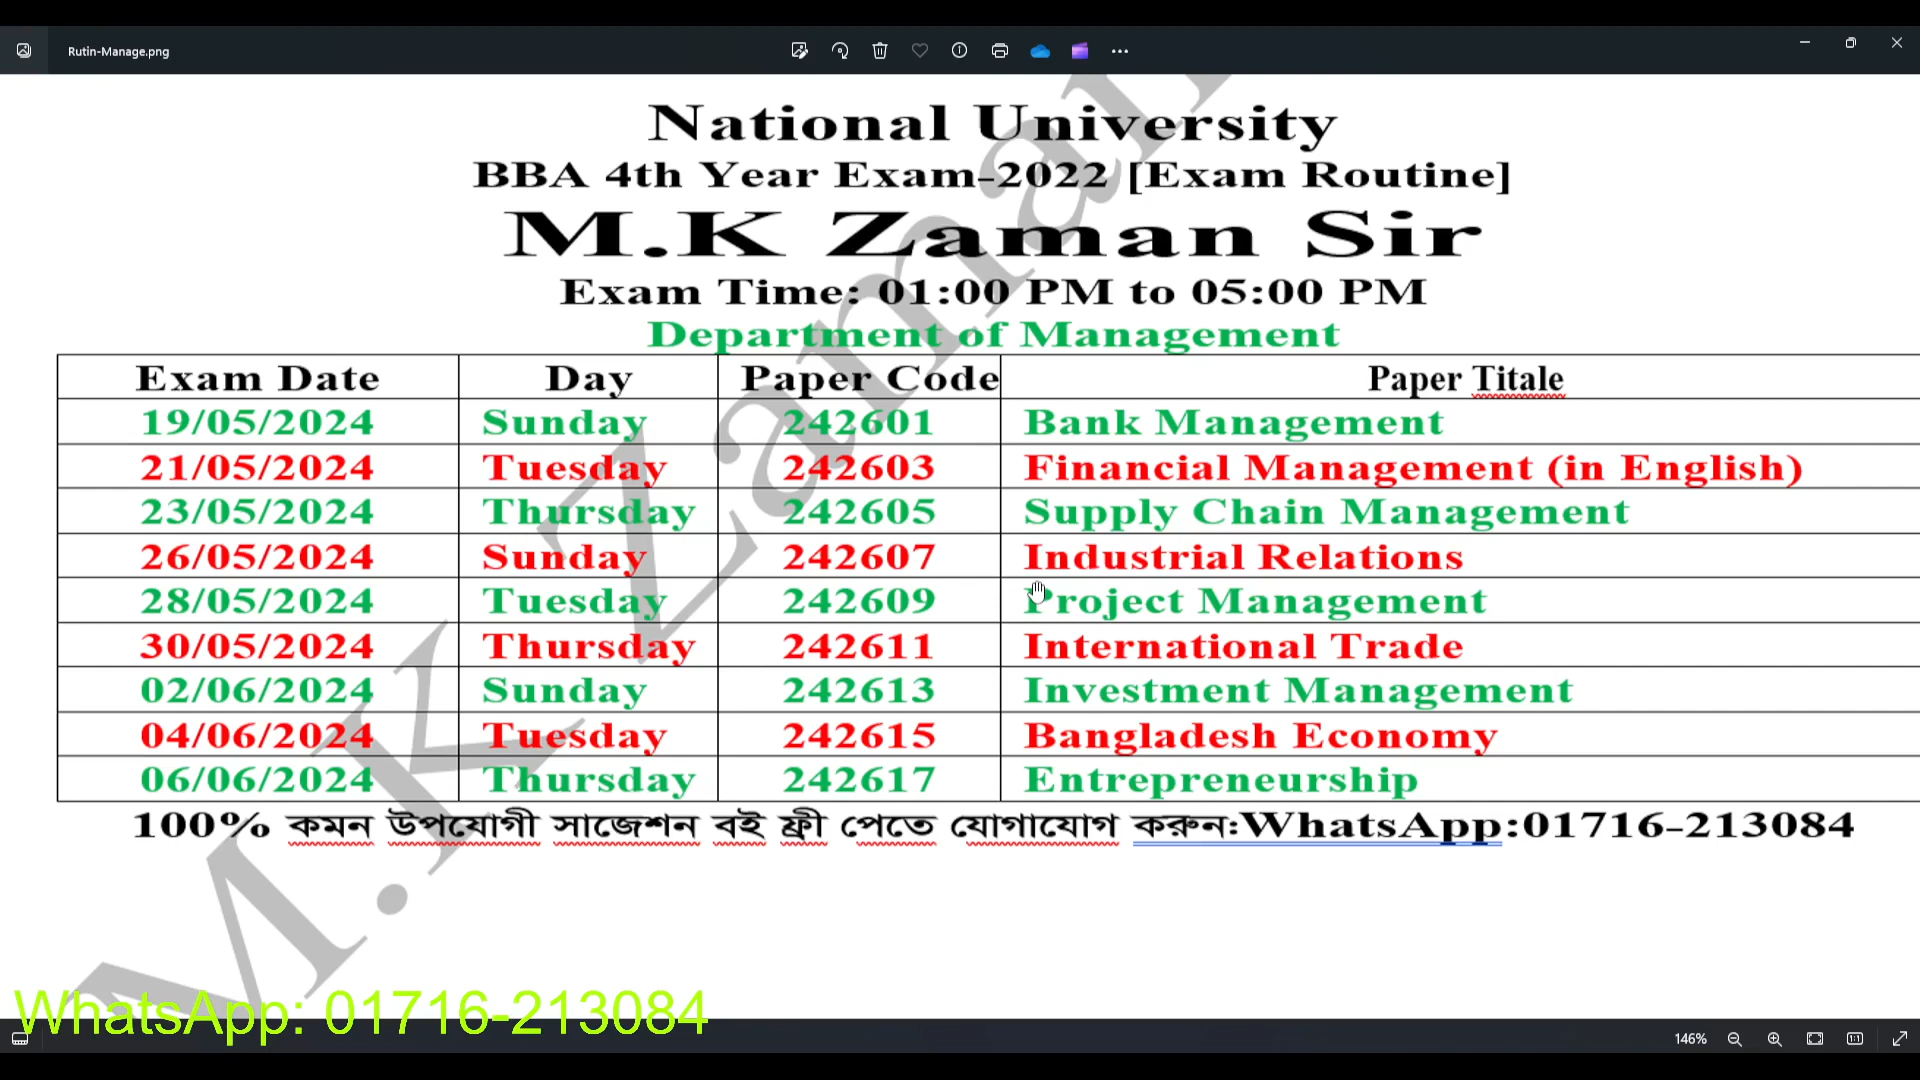 Rutin-Manage.png
National University
BBA 4th Year Exam-2022 [Exam Routine]
M.K Zaman Sir
Exam Time: 01:00 PM to 05:00 PM
Department of Management
Exam Date Day Paper Code Paper Titale
19/05/2024 Sunday 242601 Bank Management
21/05/2024 Tuesday 242603 Financial Management (in English)
23/05/2024 Thursday 242605 Supply Chain Management
26/05/2024 Sunday 242607 Industrial Relations
28/05/2024 Tuesday 242609 Project Management
30/05/2024 Thursday 242611 International Trade
02/06/2024 Sunday 242613 Investment Management
04/06/2024 Tuesday 242615 Bangladesh Economy
06/06/2024 Thursday 242617 Entrepreneurship
100% কমন উপযোগী সাজেশন বই ফ্রী পেতে যোগাযোগ করুন:WhatsApp:01716-213084
M.K Zaman
WhatsApp: 01716-213084
146%